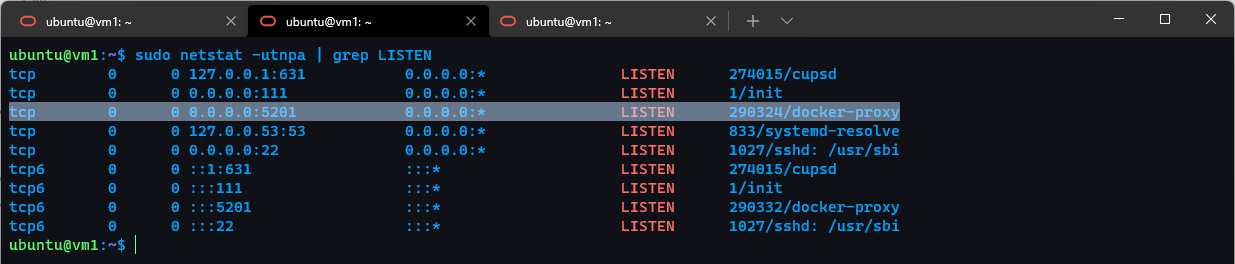 ubuntu@vm1: ~ ubuntu@vm1: ~ ubuntu@vm1: ~
ubuntu@vm1:~$ sudo netstat -utnpa | grep LISTEN
tcp 0 0 127.0.0.1:631 0.0.0.0:* LISTEN 274015/cupsd
tcp 0 0 0.0.0.0:111 0.0.0.0:* LISTEN 1/init
tcp 0 0 0.0.0.0:5201 0.0.0.0:* LISTEN 290324/docker-proxy
tcp 0 0 127.0.0.53:53 0.0.0.0:* LISTEN 833/systemd-resolve
tcp 0 0 0.0.0.0:22 0.0.0.0:* LISTEN 1027/sshd: /usr/sbi
tcp6 0 0 ::1:631 :::* LISTEN 274015/cupsd
tcp6 0 0 :::111 :::* LISTEN 1/init
tcp6 0 0 :::5201 :::* LISTEN 290332/docker-proxy
tcp6 0 0 :::22 :::* LISTEN 1027/sshd: /usr/sbi
ubuntu@vm1:~$